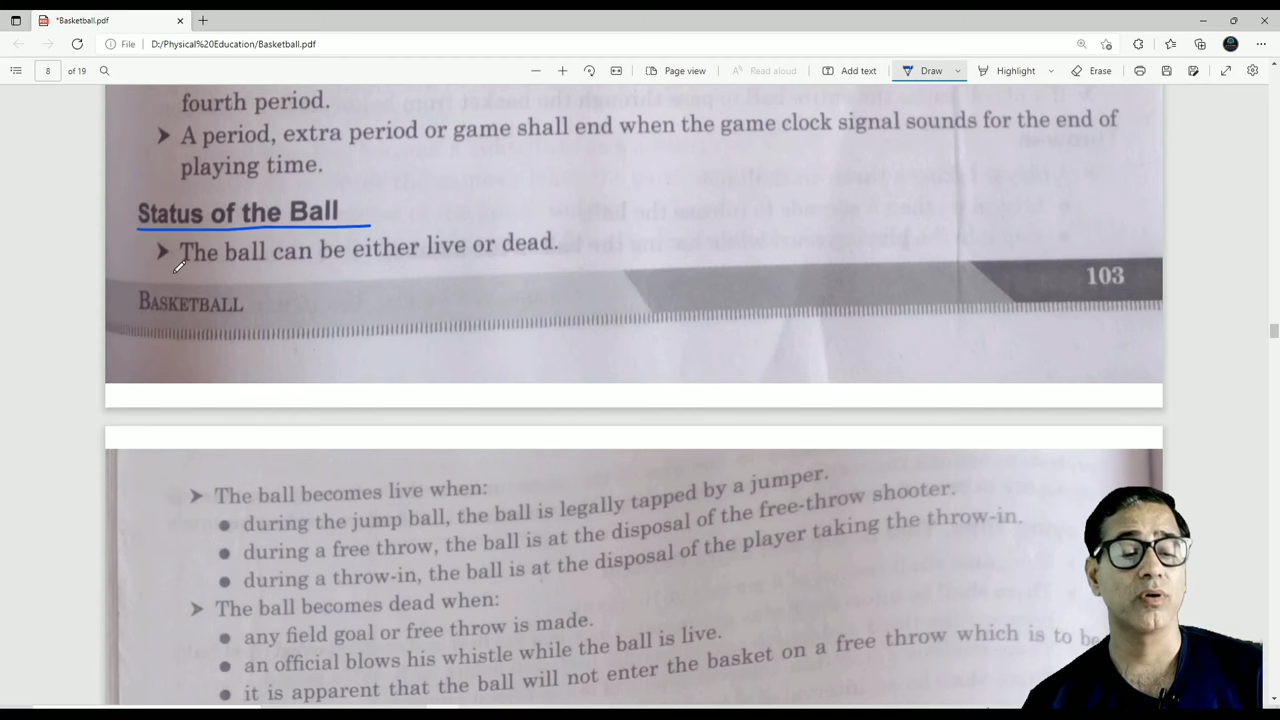 *Basketball.pdf
File
D:/Physical%20Education/Basketball.pdf
8
of 19
Page view
Read aloud
Add text
Draw
Highlight
Erase
fourth period.
➤ A period, extra period or game shall end when the game clock signal sounds for the end of
playing time.
Status of the Ball
➤ The ball can be either live or dead.
103
BASKETBALL
➤ The ball becomes live when:
● during the jump ball, the ball is legally tapped by a jumper.
● during a free throw, the ball is at the disposal of the free-throw shooter.
● during a throw-in, the ball is at the disposal of the player taking the throw-in.
➤ The ball becomes dead when:
● any field goal or free throw is made.
● an official blows his whistle while the ball is live.
● it is apparent that the ball will not enter the basket on a free throw which is to be